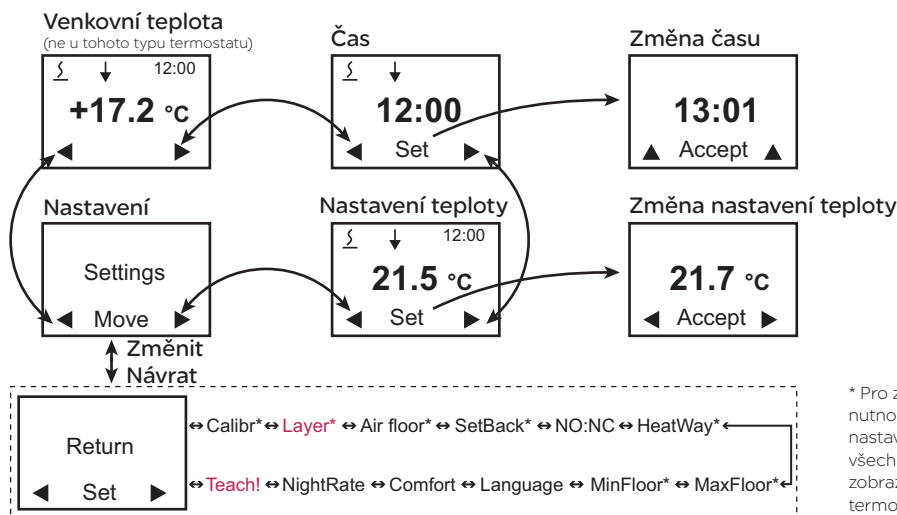 Venkovní teplota
(ne u tohoto typu termostatu)
12:00
+17.2 °C
Čas
12:00
Set
Změna času
13:01
Accept
Nastavení
Settings
Move
Nastavení teploty
12:00
21.5 °C
Set
Změna nastavení teploty
21.7 °C
Accept
Změnit
Návrat
Return
Set
Calibr* Layer* Air floor* SetBack* NO:NC HeatWay*
Teach! NightRate Comfort Language MinFloor* MaxFloor*
* Pro z
nutno
nastav
všech
zobraz
termo